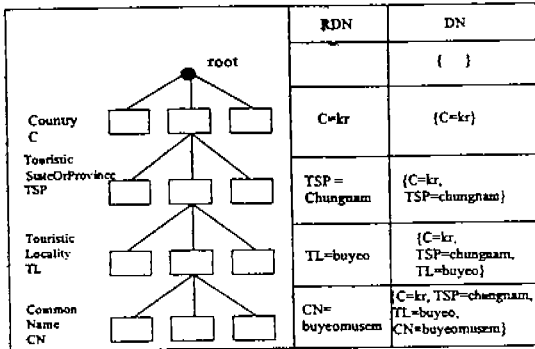 RDN DN
root
{ }
Country
C
C=kr
{C=kr}
Touristic
StateOrProvince
TSP
TSP =
Chungnam
{C=kr,
TSP=chungnam}
Touristic
Locality
TL
TL=buyeo
{C=kr,
TSP=chungnam,
TL=buyeo}
Common
Name
CN
CN=
buyeomusem
{C=kr, TSP=chungnam,
TL=buyeo,
CN=buyeomusem}